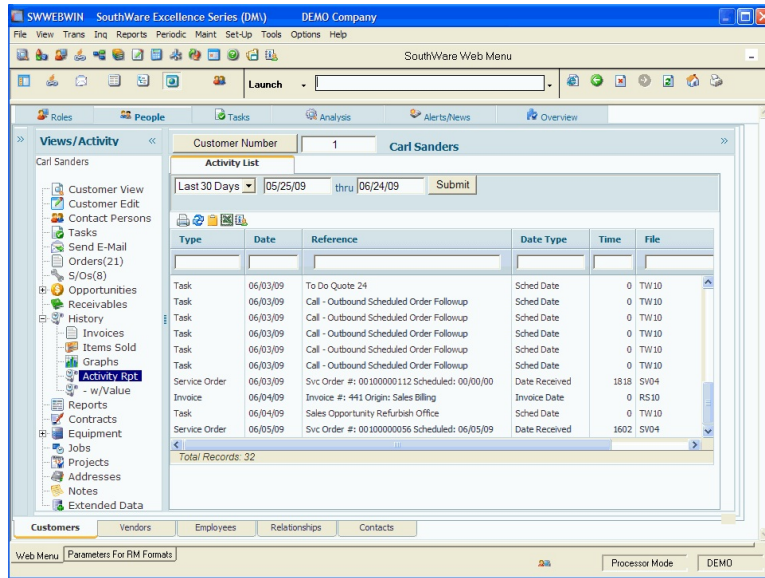 SWWEBWIN SouthWare Excellence Series (DM\) DEMO Company
File View Trans Inq Reports Periodic Maint Set-Up Tools Options Help
SouthWare Web Menu
Launch
Roles People Tasks Analysis Alerts/News Overview
Views/Activity
Carl Sanders
Customer View
Customer Edit
Contact Persons
Tasks
Send E-Mail
Orders(21)
S/Os(8)
Opportunities
Receivables
History
Invoices
Items Sold
Graphs
Activity Rpt
- w/Value
Reports
Contracts
Equipment
Jobs
Projects
Addresses
Notes
Extended Data
Customer Number 1 Carl Sanders
Activity List
Last 30 Days 05/25/09 thru 06/24/09 Submit
Type Date Reference Date Type Time File
Task 06/03/09 To Do Quote 24 Sched Date 0 TW10
Task 06/03/09 Call - Outbound Scheduled Order Followup Sched Date 0 TW10
Task 06/03/09 Call - Outbound Scheduled Order Followup Sched Date 0 TW10
Task 06/03/09 Call - Outbound Scheduled Order Followup Sched Date 0 TW10
Task 06/03/09 Call - Outbound Scheduled Order Followup Sched Date 0 TW10
Task 06/03/09 Call - Outbound Scheduled Order Followup Sched Date 0 TW10
Service Order 06/03/09 Svc Order #: 00100000112 Scheduled: 00/00/00 Date Received 1818 SV04
Invoice 06/04/09 Invoice #: 441 Origin: Sales Billing Invoice Date 0 RS10
Task 06/04/09 Sales Opportunity Refurbish Office Sched Date 0 TW10
Service Order 06/05/09 Svc Order #: 00100000056 Scheduled: 06/05/09 Date Received 1602 SV04
Total Records: 32
Customers Vendors Employees Relationships Contacts
Web Menu Parameters For RM Formats
Processor Mode DEMO